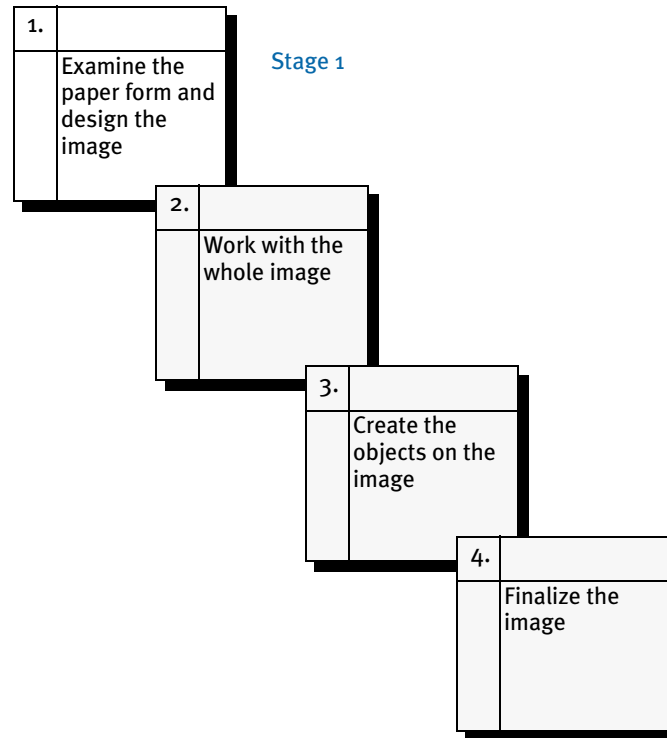 1.
Stage 1
Examine the
paper form and
design the
image
2.
Work with the
whole image
3.
Create the
objects on the
image
4.
Finalize the
image